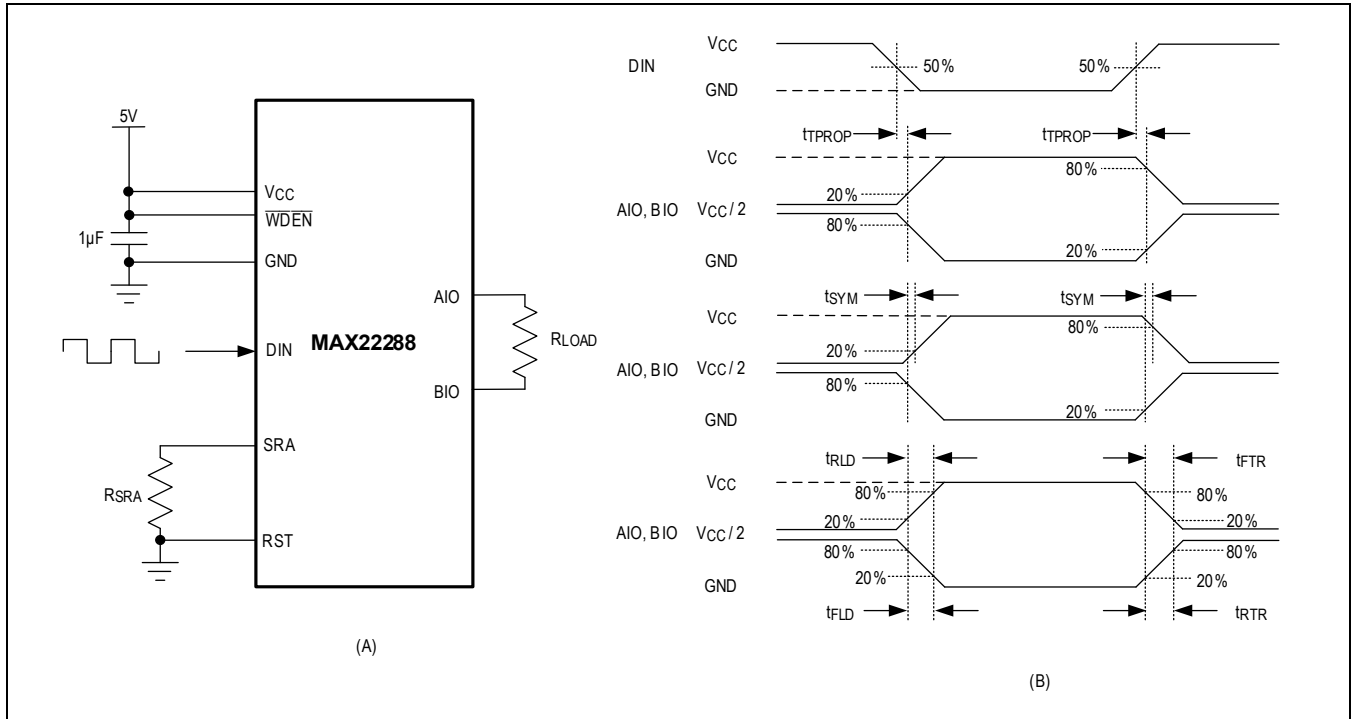 5V
VCC
WDEN
1µF
GND
AIO
MAX22288
RLOAD
DIN
BIO
SRA
RSRA
RST
(A)
VCC
DIN
50%
50%
GND
tTPROP
tTPROP
VCC
80%
20%
AIO, BIO VCC/2
80%
20%
GND
tSYM
tSYM
VCC
80%
20%
AIO, BIO VCC/2
80%
20%
GND
tRLD
tFTR
VCC
80%
80%
20%
20%
AIO, BIO VCC/2
80%
80%
20%
20%
GND
tFLD
tRTR
(B)